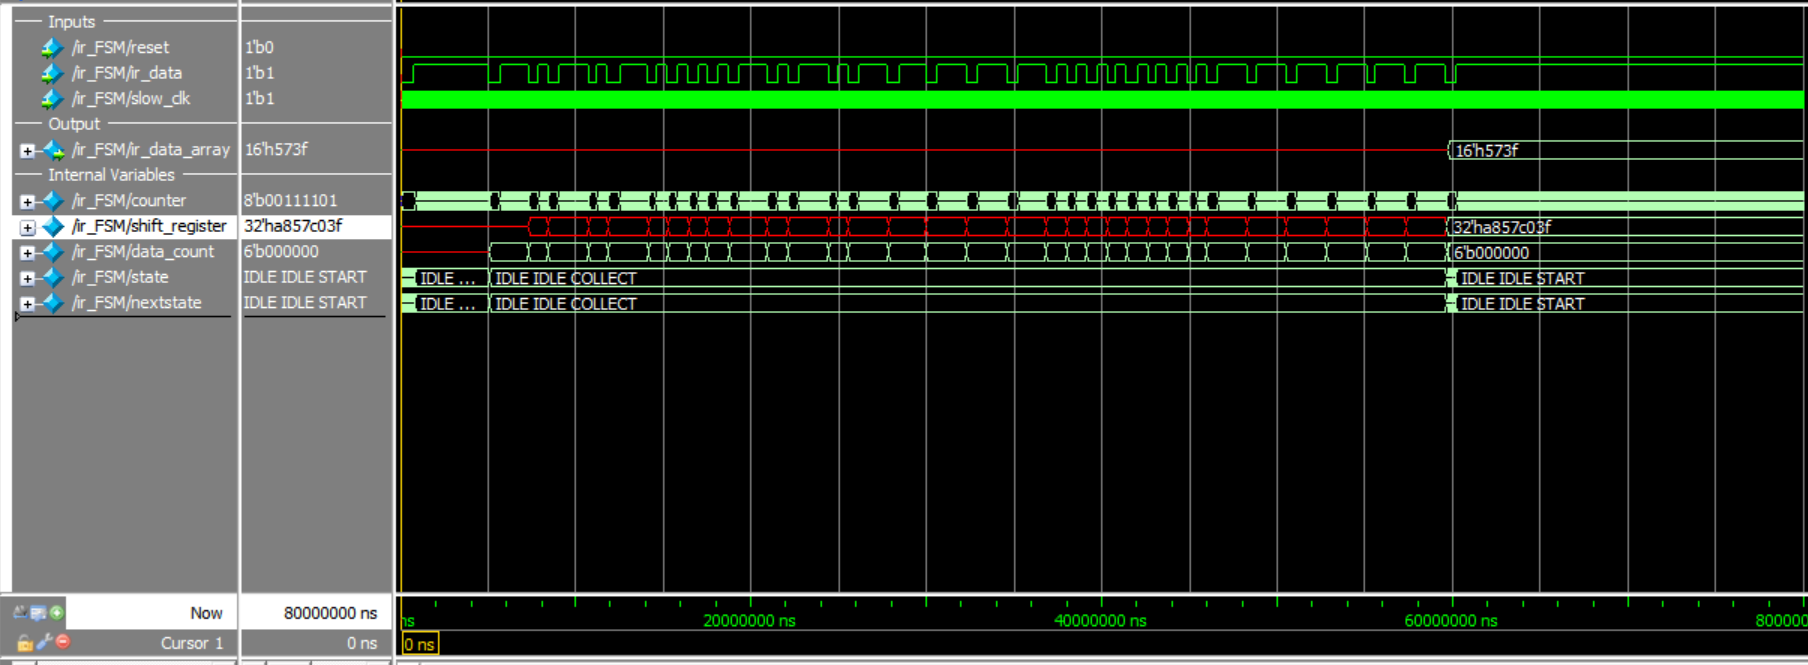 Inputs
/ir_FSM/reset 1'b0
/ir_FSM/ir_data 1'b1
/ir_FSM/slow_clk 1'b1
Output
/ir_FSM/ir_data_array 16'h573f 16'h573f
Internal Variables
/ir_FSM/counter 8'b00111101
/ir_FSM/shift_register 32'ha857c03f 32'ha857c03f
/ir_FSM/data_count 6'b000000 6'b000000
/ir_FSM/state IDLE IDLE START IDLE ... IDLE IDLE COLLECT IDLE IDLE START
/ir_FSM/nextstate IDLE IDLE START IDLE ... IDLE IDLE COLLECT IDLE IDLE START
Now 80000000 ns ns 20000000 ns 40000000 ns 60000000 ns 800000
Cursor 1 0 ns 0 ns